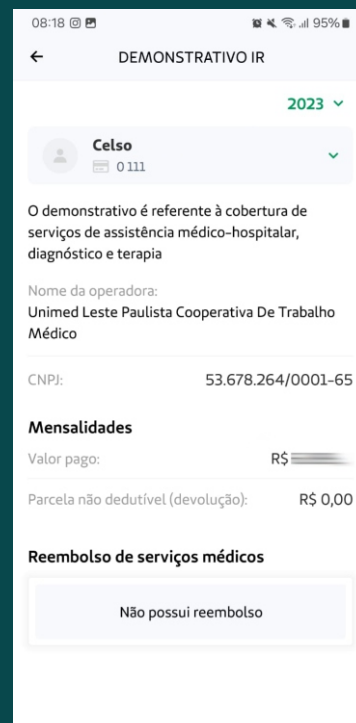 08:18 95%
DEMONSTRATIVO IR
2023
Celso
0 111
O demonstrativo é referente à cobertura de
serviços de assistência médico-hospitalar,
diagnóstico e terapia
Nome da operadora:
Unimed Leste Paulista Cooperativa De Trabalho
Médico
CNPJ: 53.678.264/0001-65
Mensalidades
Valor pago: R$
Parcela não dedutível (devolução): R$ 0,00
Reembolso de serviços médicos
Não possui reembolso